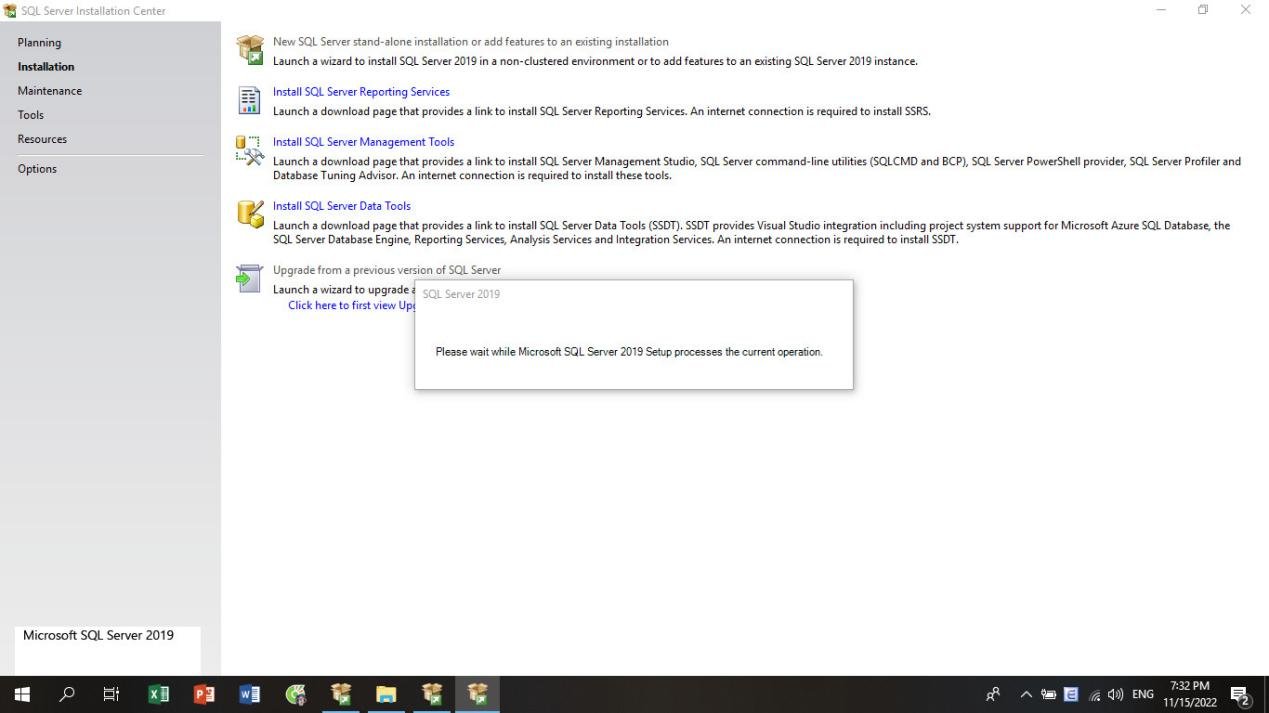 SQL Server Installation Center
Planning
Installation
Maintenance
Tools
Resources
Options
New SQL Server stand-alone installation or add features to an existing installation
Launch a wizard to install SQL Server 2019 in a non-clustered environment or to add features to an existing SQL Server 2019 instance.
Install SQL Server Reporting Services
Launch a download page that provides a link to install SQL Server Reporting Services. An internet connection is required to install SSRS.
Install SQL Server Management Tools
Launch a download page that provides a link to install SQL Server Management Studio, SQL Server command-line utilities (SQLCMD and BCP), SQL Server PowerShell provider, SQL Server Profiler and
Database Tuning Advisor. An internet connection is required to install these tools.
Install SQL Server Data Tools
Launch a download page that provides a link to install SQL Server Data Tools (SSDT). SSDT provides Visual Studio integration including project system support for Microsoft Azure SQL Database, the
SQL Server Database Engine, Reporting Services, Analysis Services and Integration Services. An internet connection is required to install SSDT.
Upgrade from a previous version of SQL Server
Launch a wizard to upgrade
Click here to first view
SQL Server 2019
Please wait while Microsoft SQL Server 2019 Setup processes the current operation.
Microsoft SQL Server 2019
ENG
7:32 PM
11/15/2022
2